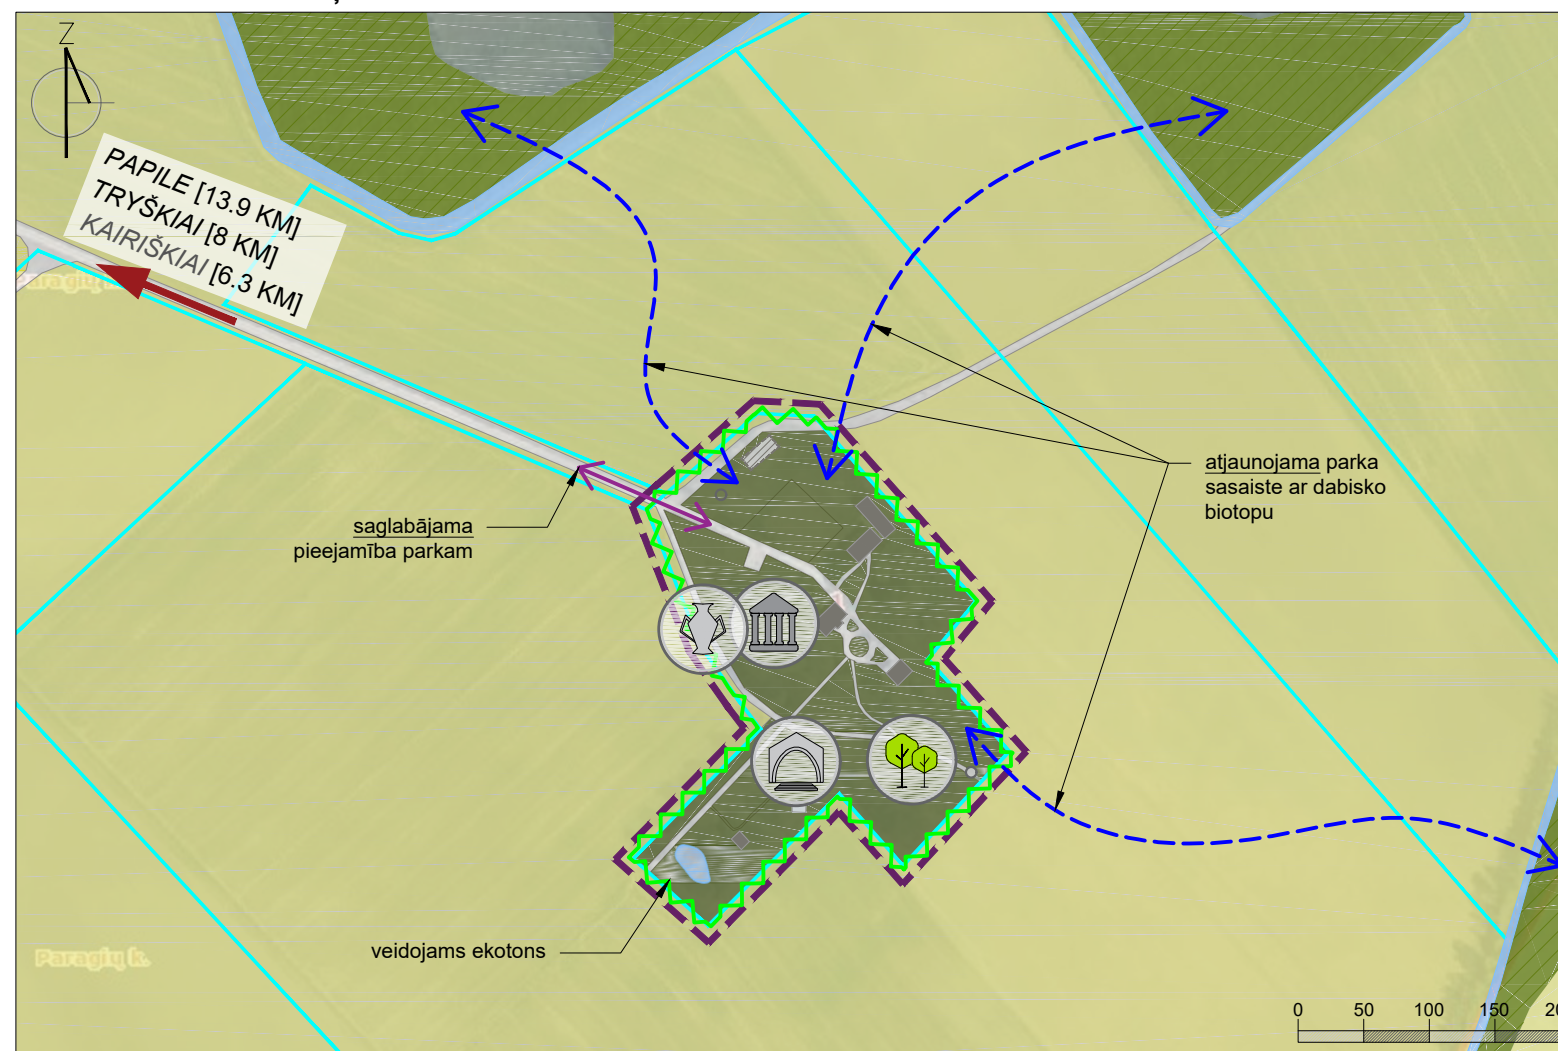 Z
PAPILE [13.9 KM]
TRYŠKIAI [8 KM]
KAIRIŠKIAI [6.3 KM]
atjaunojama parka
sasaiste ar dabisko
biotopu
saglabājama
pieejamība parkam
veidojams ekotons
Paragių k.
0 50 100 150